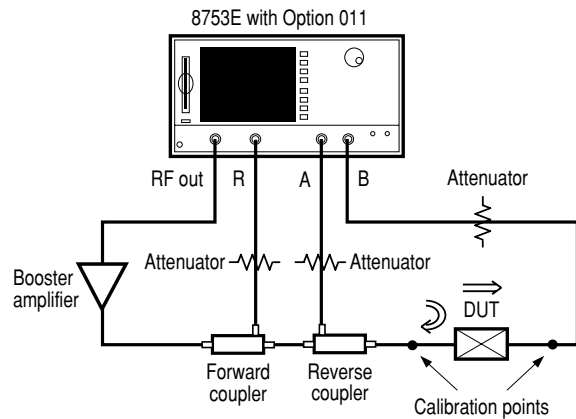 8753E with Option 011
RF out
R
A
B
Attenuator
Attenuator
Attenuator
Booster
amplifier
DUT
Forward
coupler
Reverse
coupler
Calibration points